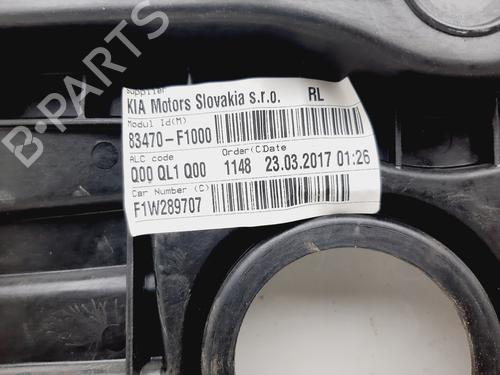 Supplier
KIA Motors Slovakia s.r.o. RL
Modul Id(M)
83470-F1000
ALC code Order(C)Date
Q00 QL1 Q00 1148 23.03.2017 01:26
Car Number (C)
F1W289707
B-PARTS